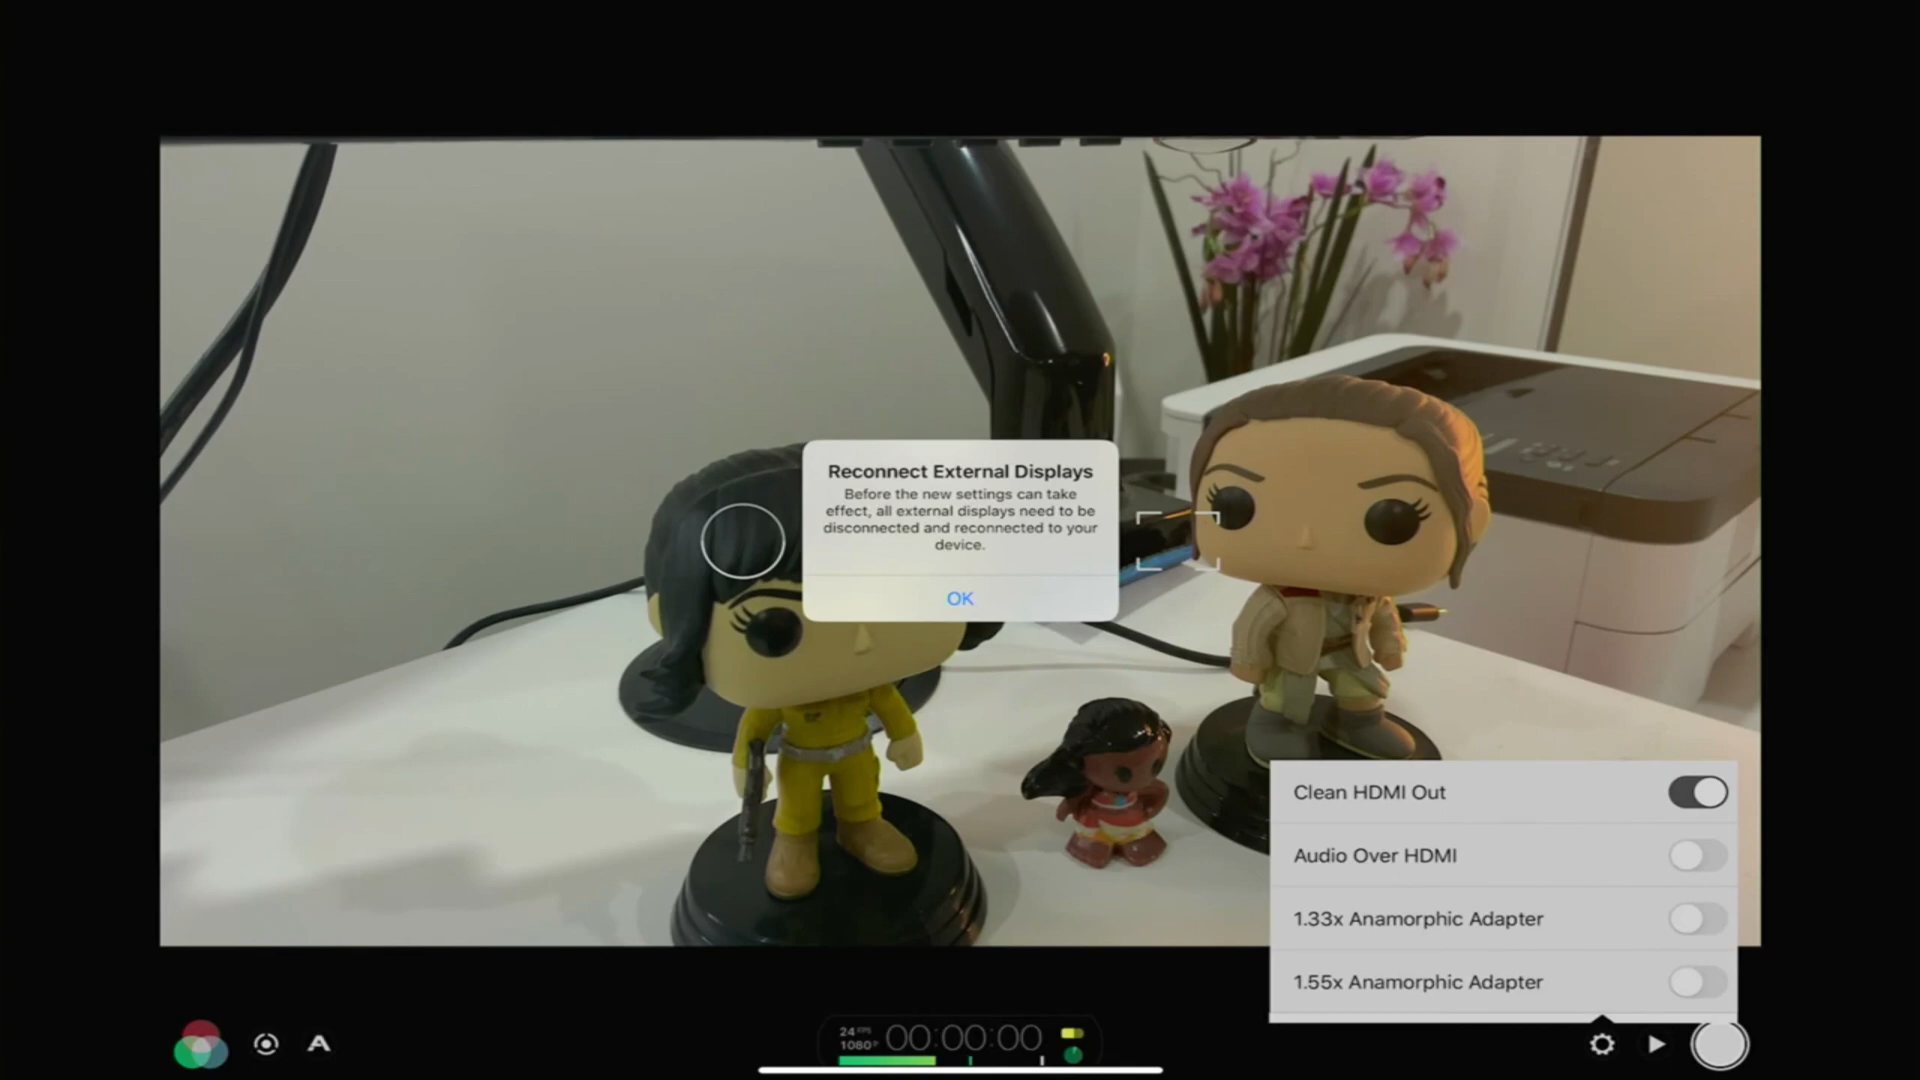 Reconnect External Displays
Before the new settings can take
effect, all external displays need to be
disconnected and reconnected to your
device.
OK
Clean HDMI Out
Audio Over HDMI
1.33x Anamorphic Adapter
1.55x Anamorphic Adapter
A
24 FPS
1080P
00:00:00